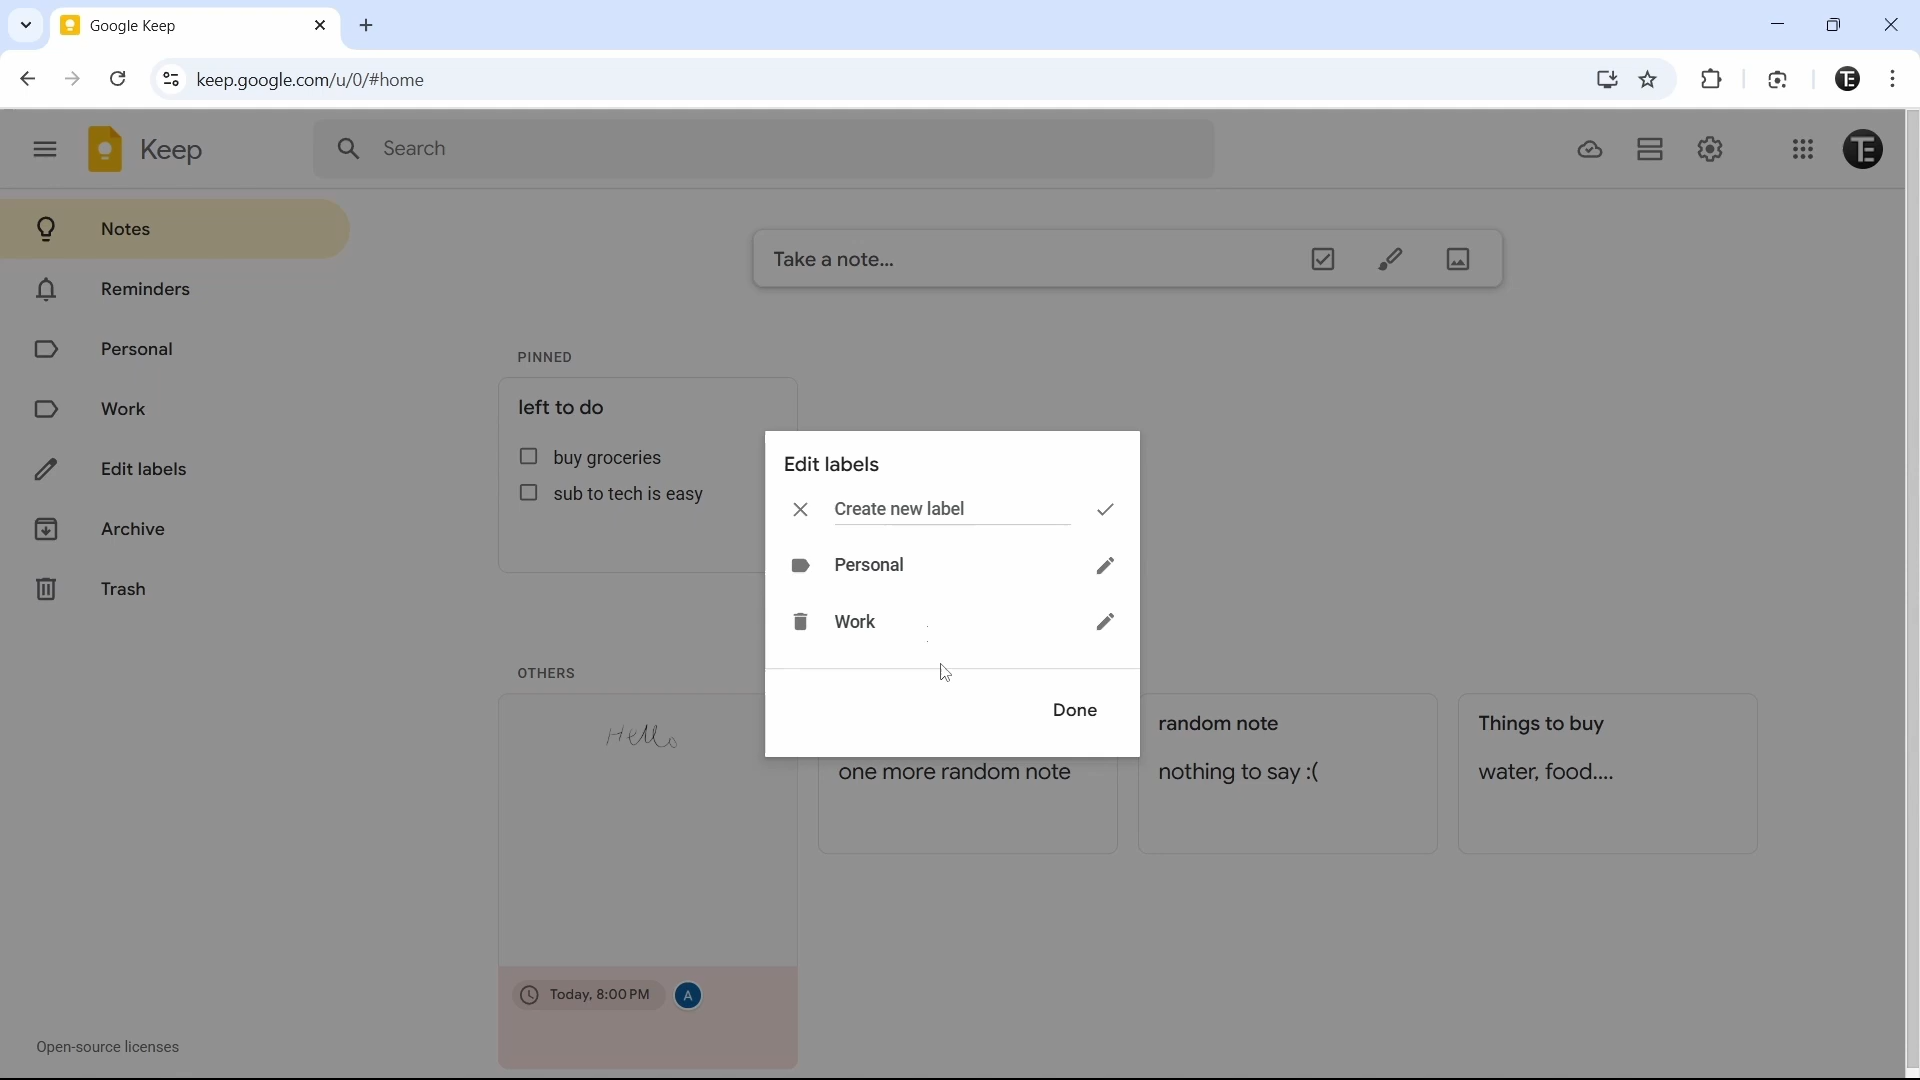 Google Keep
keep.google.com/u/0/#home
TE
Keep
Search
TE
Notes
Reminders
Personal
Work
Edit labels
Archive
Trash
Open-source licenses
Take a note...
PINNED
left to do
buy groceries
sub to tech is easy
Edit labels
Create new label
Personal
Work
Done
OTHERS
Hello
Today, 8:00 PM
A
one more random note
random note
nothing to say :(
Things to buy
water, food....